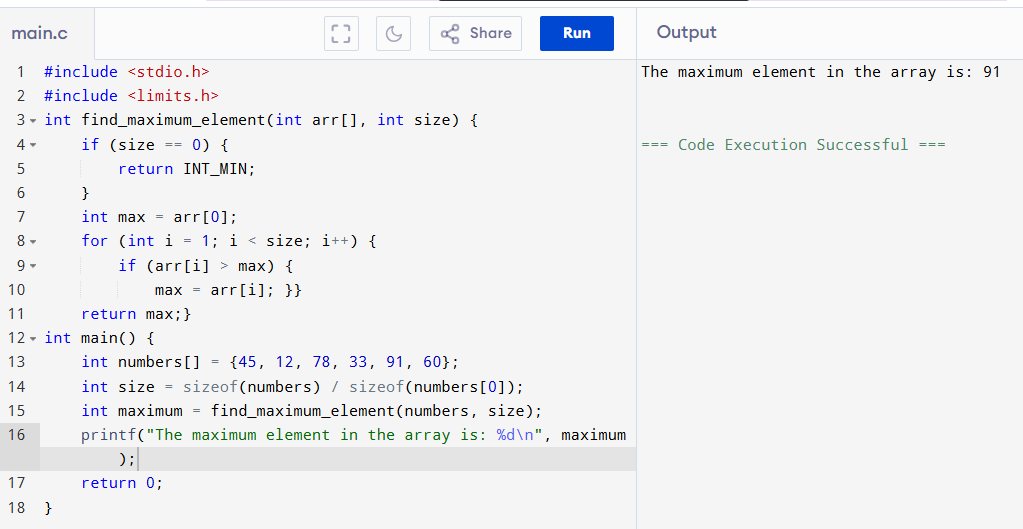 main.c
Share
Run
Output
1 #include <stdio.h>
2 #include <limits.h>
3 int find_maximum_element(int arr[], int size) {
4     if (size == 0) {
5         return INT_MIN;
6     }
7     int max = arr[0];
8     for (int i = 1; i < size; i++) {
9         if (arr[i] > max) {
10             max = arr[i]; }}
11     return max;}
12 int main() {
13     int numbers[] = {45, 12, 78, 33, 91, 60};
14     int size = sizeof(numbers) / sizeof(numbers[0]);
15     int maximum = find_maximum_element(numbers, size);
16     printf("The maximum element in the array is: %d\n", maximum
        );
17     return 0;
18 }
The maximum element in the array is: 91
=== Code Execution Successful ===